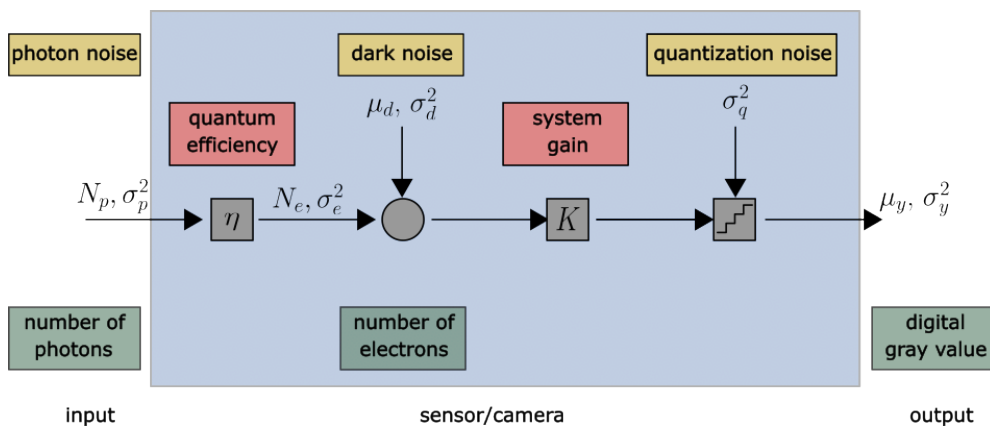 photon noise
dark noise
quantization noise
μ_d, σ_d^2
σ_q^2
quantum
efficiency
system
gain
N_p, σ_p^2
η
N_e, σ_e^2
K
μ_y, σ_y^2
number of
photons
number of
electrons
digital
gray value
input
sensor/camera
output